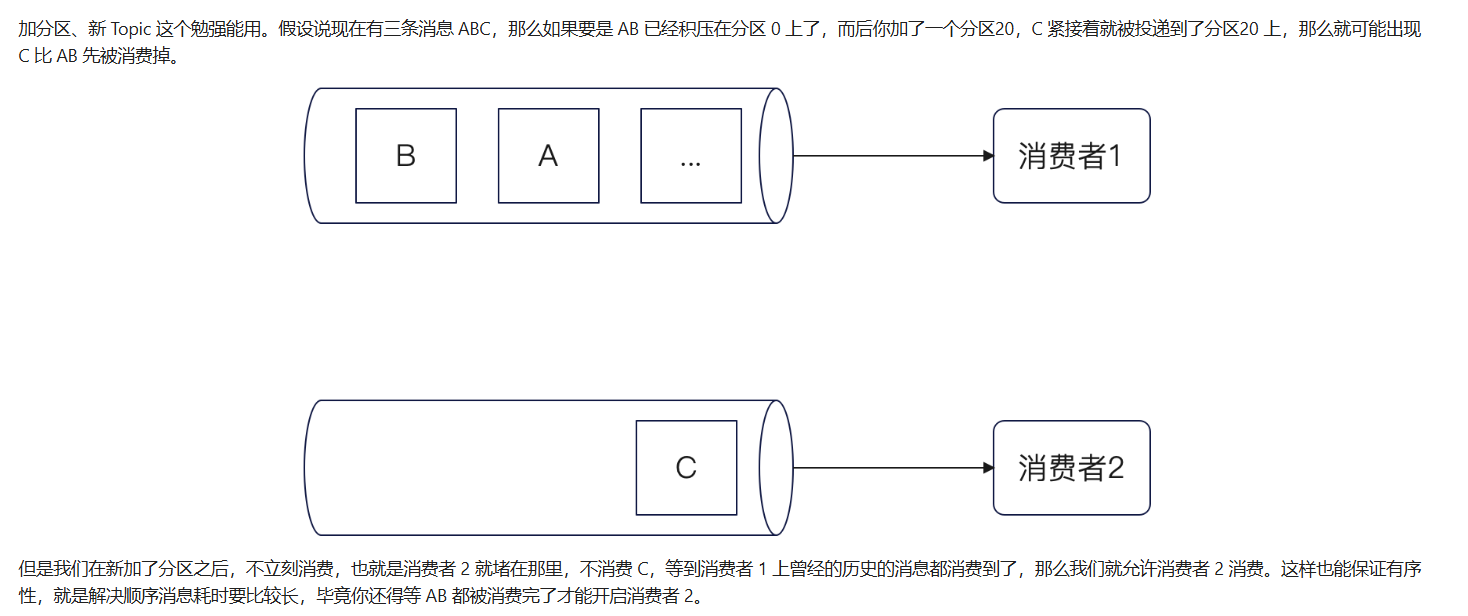 加分区、新 Topic 这个勉强能用。假设说现在有三条消息 ABC，那么如果要是 AB 已经积压在分区 0 上了，而后你加了一个分区20，C 紧接着就被投递到了分区20 上，那么就可能出现
C 比 AB 先被消费掉。
B A ... 消费者1
C 消费者2
但是我们在新加了分区之后，不立刻消费，也就是消费者 2 就堵在那里，不消费 C，等到消费者 1 上曾经的历史的消息都消费到了，那么我们就允许消费者 2 消费。这样也能保证有序
性，就是解决顺序消息耗时要比较长，毕竟你还得等 AB 都被消费完了才能开启消费者 2。